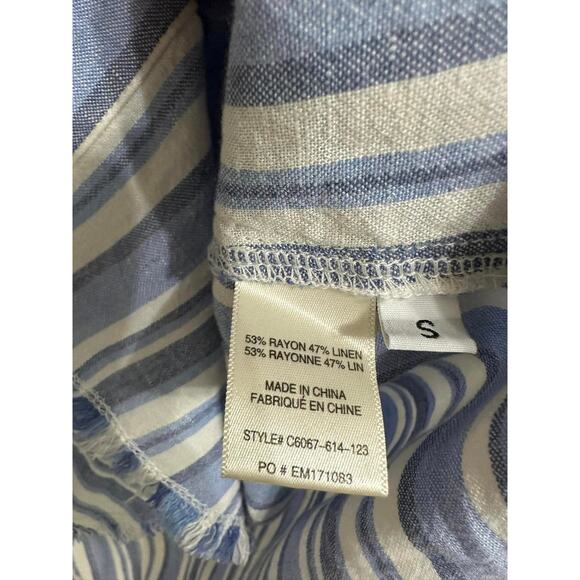 53% RAYON 47% LINEN
53% RAYONNE 47% LIN
MADE IN CHINA
FABRIQUÉ EN CHINE
STYLE# C6067-614-123
PO # EM171083
S